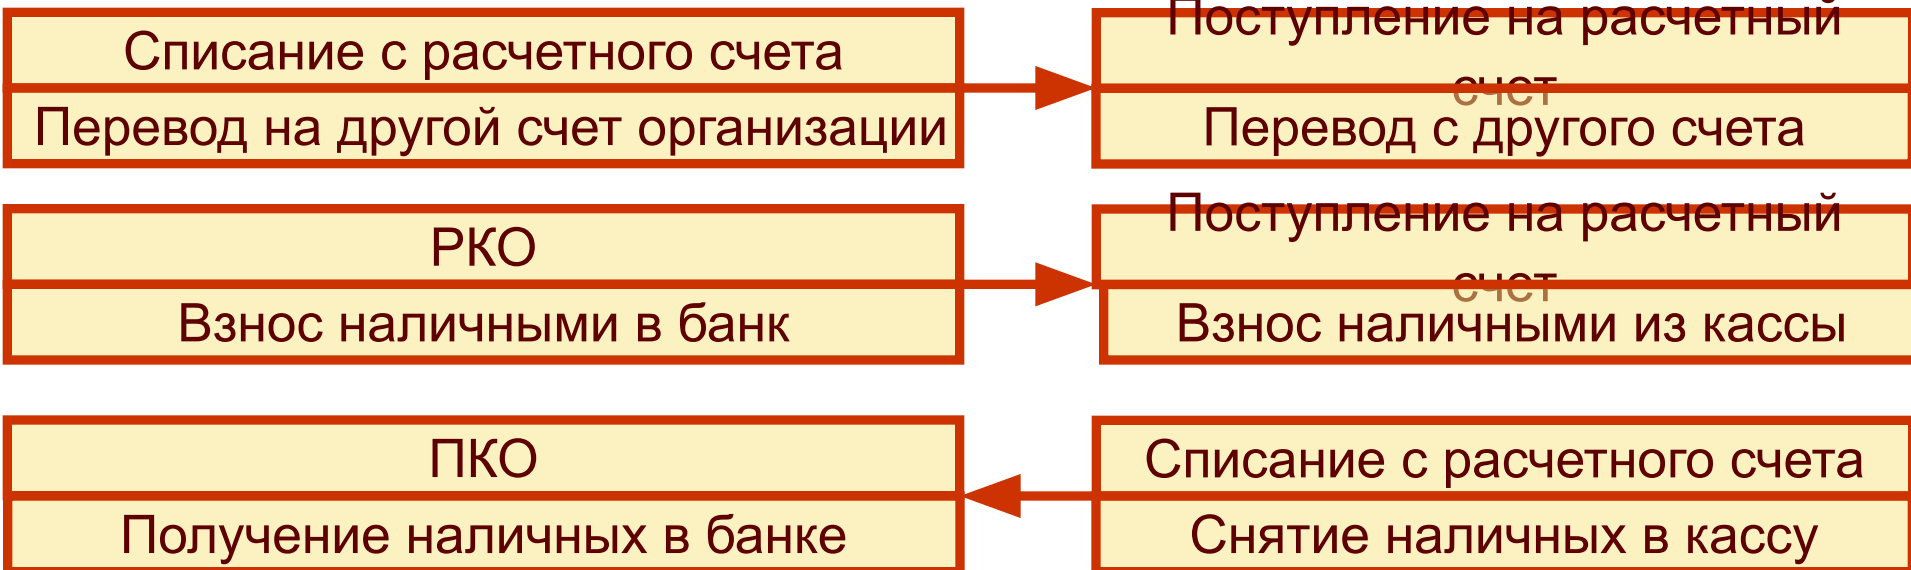 Списание с расчетного счета
Перевод на другой счет организации
Поступление на расчетный
счет
Перевод с другого счета
РКО
Взнос наличными в банк
Поступление на расчетный
счет
Взнос наличными из кассы
ПКО
Получение наличных в банке
Списание с расчетного счета
Снятие наличных в кассу